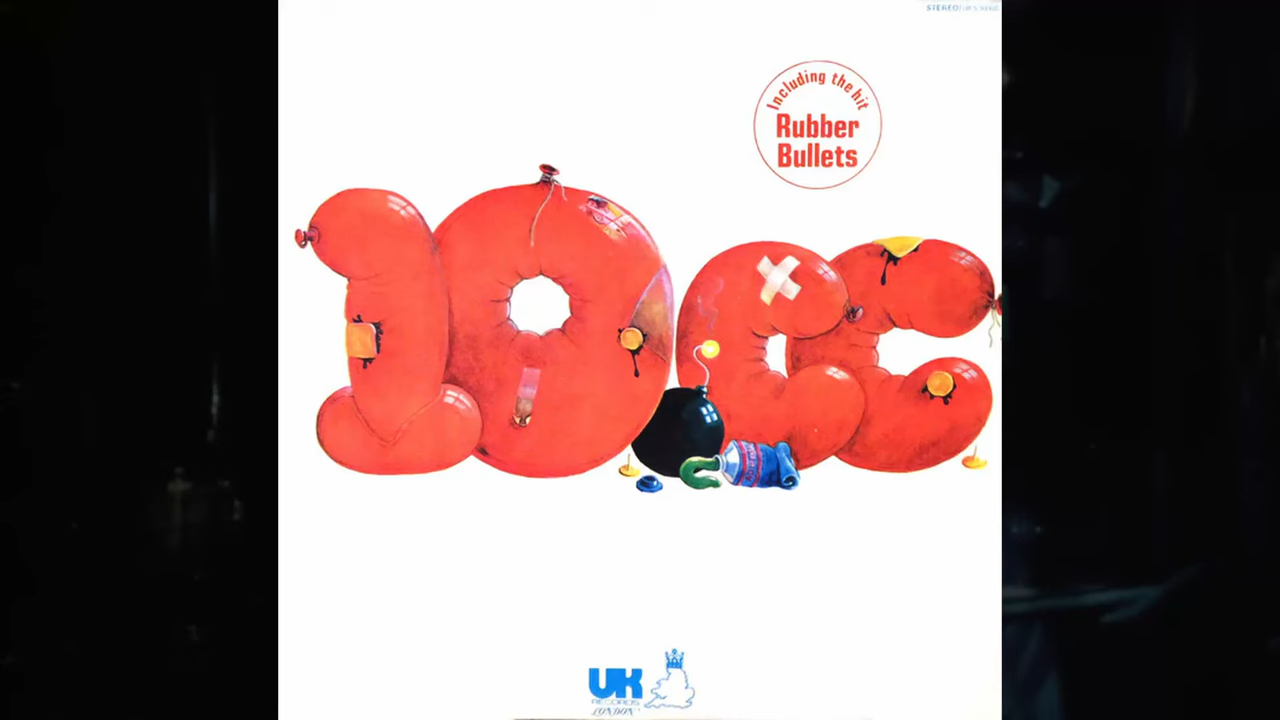 STEREO
Including the hit
Rubber
Bullets
10cc
UK
RECORDS
LONDON